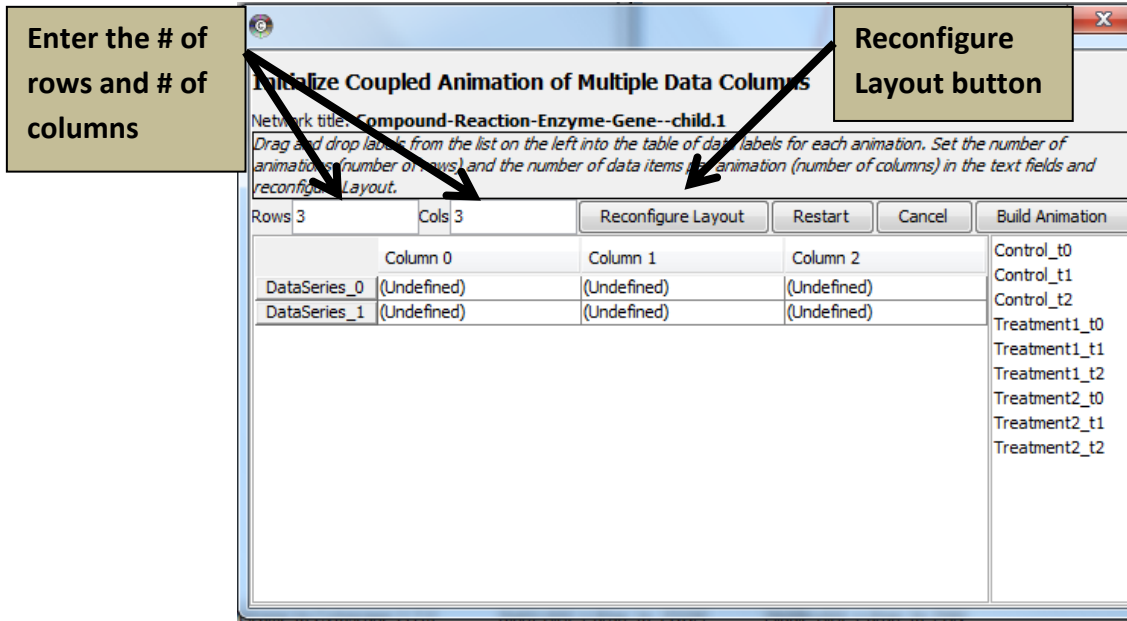 Enter the # of
rows and # of
columns
Reconfigure
Layout button
Initialize Coupled Animation of Multiple Data Columns
Network title: Compound-Reaction-Enzyme-Gene--child.1
Drag and drop labels from the list on the left into the table of data labels for each animation. Set the number of
animations (number of rows) and the number of data items per animation (number of columns) in the text fields and
reconfigure Layout.
Rows 3 Cols 3 Reconfigure Layout Restart Cancel Build Animation
Column 0 Column 1 Column 2
DataSeries_0 (Undefined) (Undefined) (Undefined)
DataSeries_1 (Undefined) (Undefined) (Undefined)
Control_t0
Control_t1
Control_t2
Treatment1_t0
Treatment1_t1
Treatment1_t2
Treatment2_t0
Treatment2_t1
Treatment2_t2